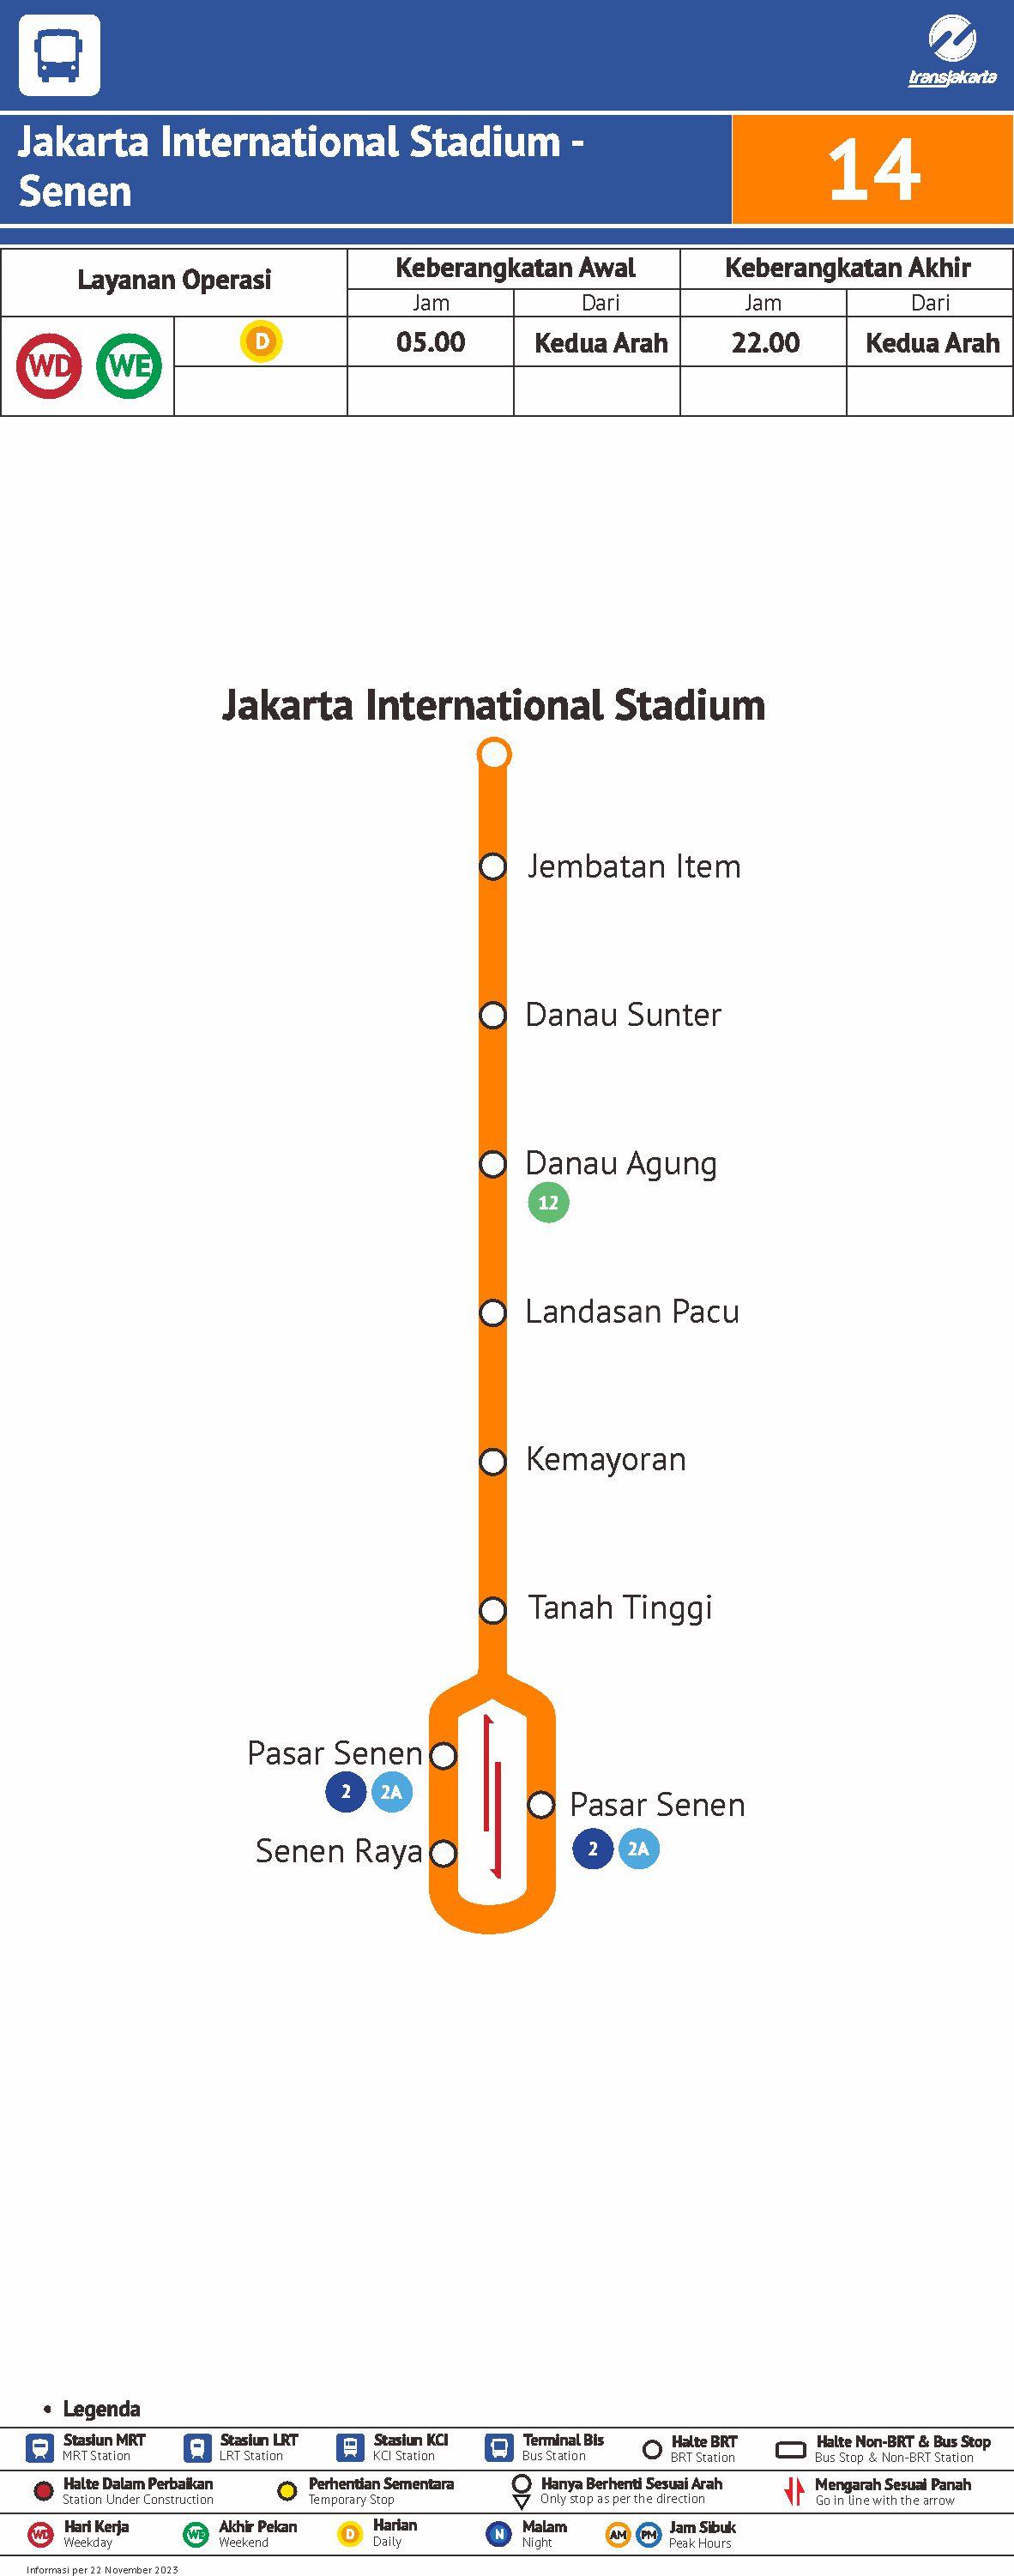 transjakarta
Jakarta International Stadium -
Senen
14
Layanan Operasi
Keberangkatan Awal
Keberangkatan Akhir
Jam
Dari
Jam
Dari
WD
WE
D
05.00
Kedua Arah
22.00
Kedua Arah
Jakarta International Stadium
Jembatan Item
Danau Sunter
Danau Agung
12
Landasan Pacu
Kemayoran
Tanah Tinggi
Pasar Senen
2 2A
Pasar Senen
2 2A
Senen Raya
• Legenda
Stasiun MRT
MRT Station
Stasiun LRT
LRT Station
Stasiun KCI
KCI Station
Terminal Bis
Bus Station
Halte BRT
BRT Station
Halte Non-BRT & Bus Stop
Bus Stop & Non-BRT Station
Halte Dalam Perbaikan
Station Under Construction
Perhentian Sementara
Temporary Stop
Hanya Berhenti Sesuai Arah
Only stop as per the direction
Mengarah Sesuai Panah
Go in line with the arrow
WD
Hari Kerja
Weekday
WE
Akhir Pekan
Weekend
D
Harian
Daily
N
Malam
Night
AM PM
Jam Sibuk
Peak Hours
Informasi per 22 November 2023